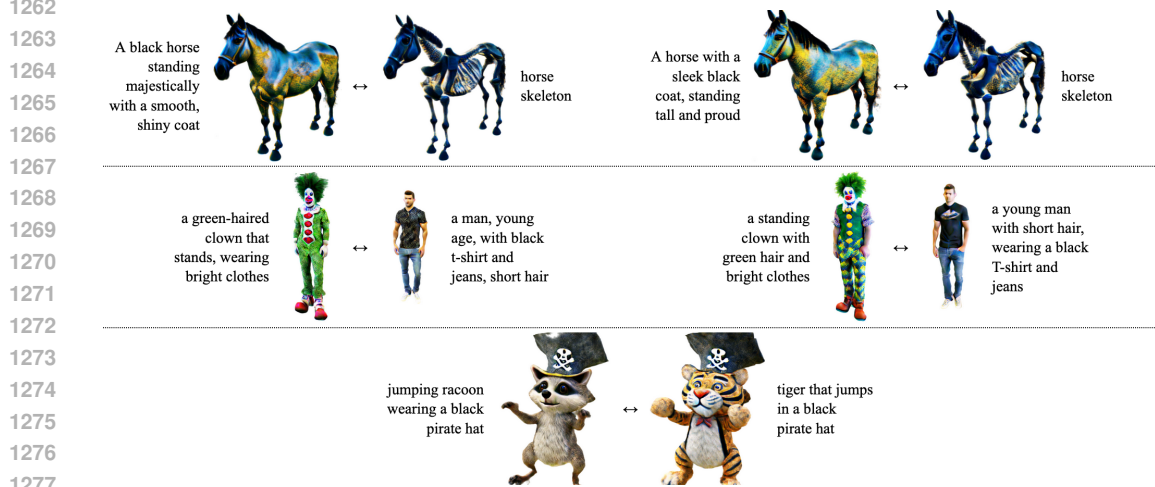 1262
1263
1264
1265
1266
1267
1268
1269
1270
1271
1272
1273
1274
1275
1276
1277
A black horse
standing
majestically
with a smooth,
shiny coat
↔
horse
skeleton
A horse with a
sleek black
coat, standing
tall and proud
↔
horse
skeleton
a green-haired
clown that
stands, wearing
bright clothes
↔
a man, young
age, with black
t-shirt and
jeans, short hair
a standing
clown with
green hair and
bright clothes
↔
a young man
with short hair,
wearing a black
T-shirt and
jeans
jumping racoon
wearing a black
pirate hat
↔
tiger that jumps
in a black
pirate hat